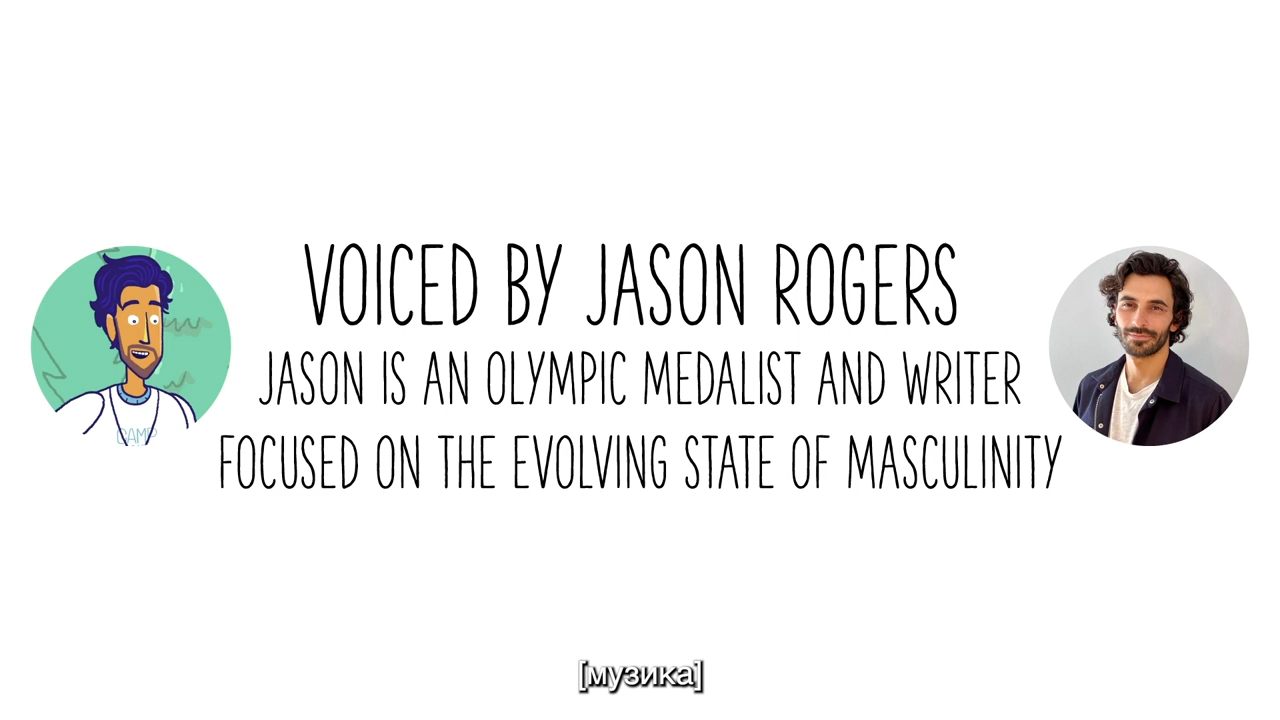 VOICED BY JASON ROGERS
JASON IS AN OLYMPIC MEDALIST AND WRITER
FOCUSED ON THE EVOLVING STATE OF MASCULINITY
CAMP
[музика]